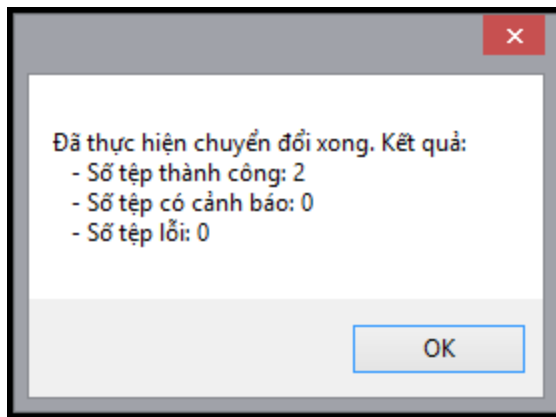 Đã thực hiện chuyển đổi xong. Kết quả:
- Số tệp thành công: 2
- Số tệp có cảnh báo: 0
- Số tệp lỗi: 0
OK